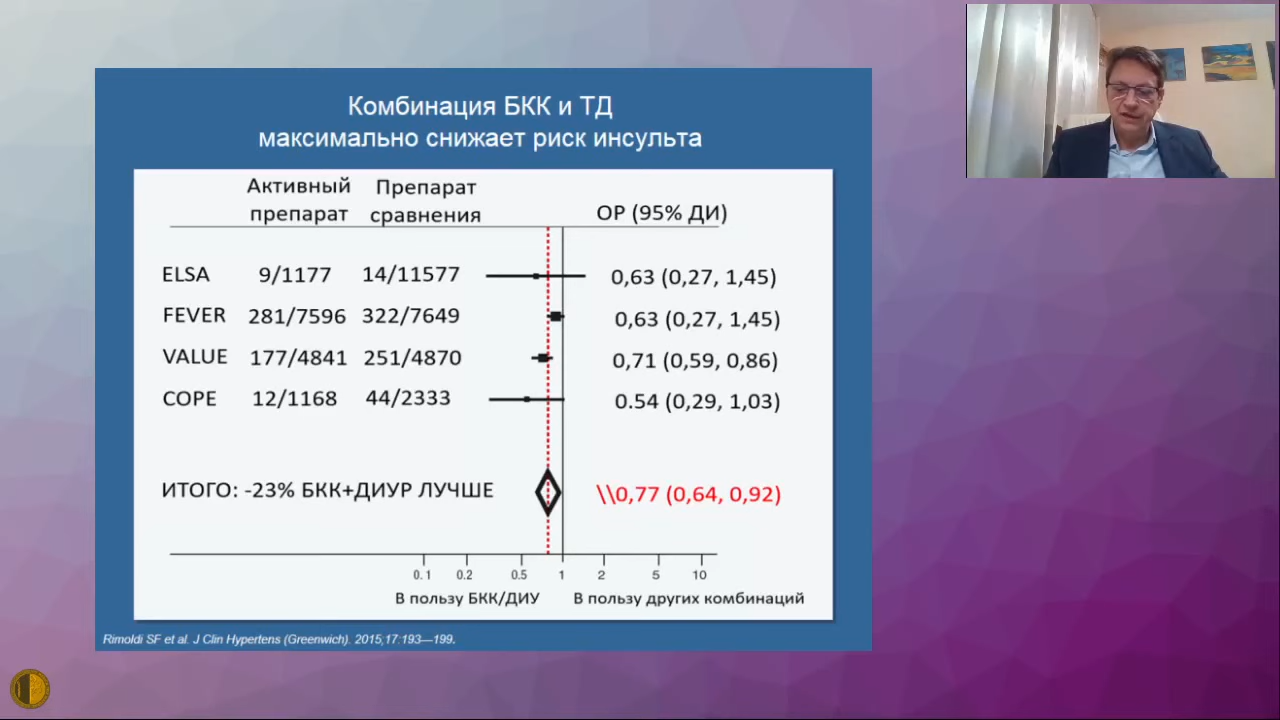 Комбинация БКК и ТД
максимально снижает риск инсульта
Активный препарат
Препарат сравнения
ОР (95% ДИ)
ELSA 9/1177 14/11577 0,63 (0,27, 1,45)
FEVER 281/7596 322/7649 0,63 (0,27, 1,45)
VALUE 177/4841 251/4870 0,71 (0,59, 0,86)
COPE 12/1168 44/2333 0.54 (0,29, 1,03)
ИТОГО: -23% БКК+ДИУР ЛУЧШЕ \\0,77 (0,64, 0,92)
0.1 0.2 0.5 1 2 5 10
В пользу БКК/ДИУ В пользу других комбинаций
Rimoldi SF et al. J Clin Hypertens (Greenwich). 2015;17:193—199.